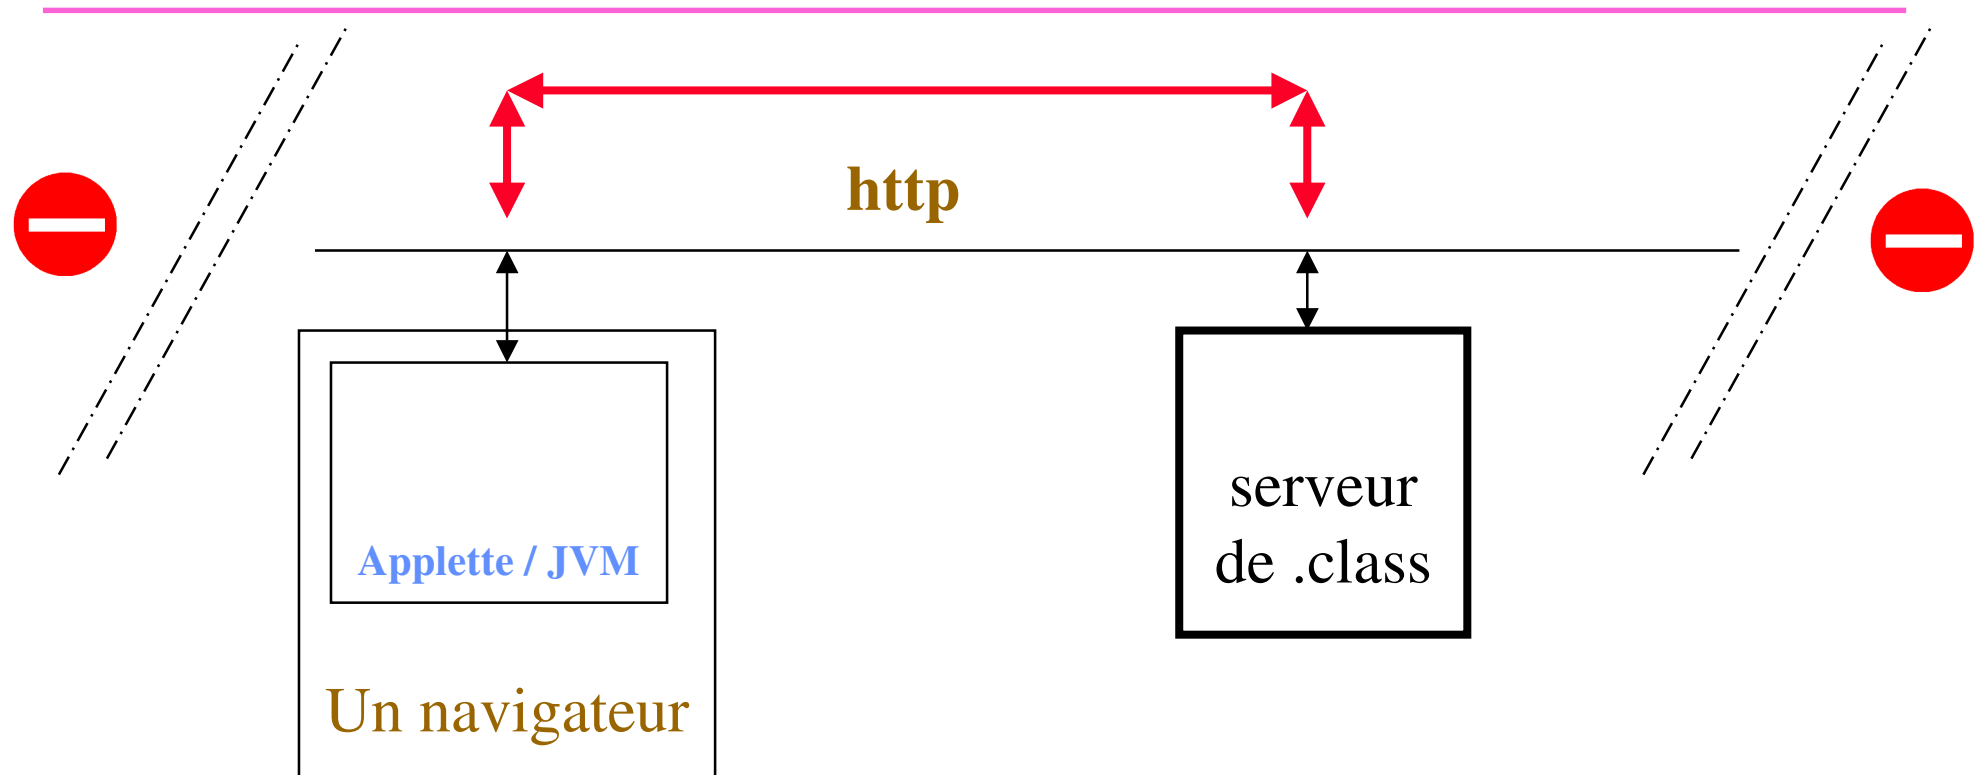 http
serveur
de .class
Applette / JVM
Un navigateur